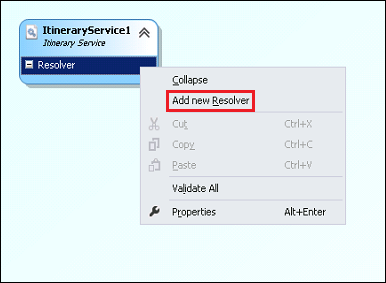 ItineraryService1
Itinerary Service
Resolver
Collapse
Add new Resolver
Cut Ctrl+X
Copy Ctrl+C
Paste Ctrl+V
Validate All
Properties Alt+Enter